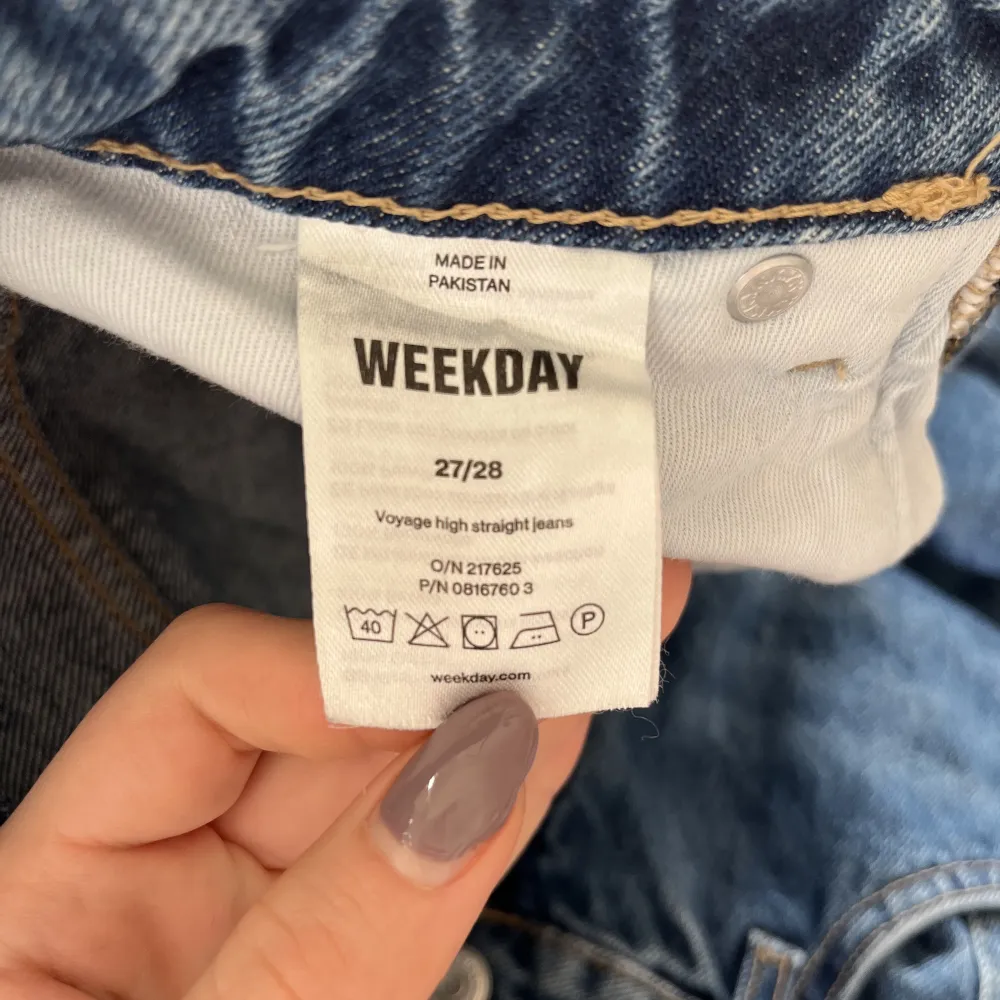 MADE IN
PAKISTAN
WEEKDAY
27/28
Voyage high straight jeans
O/N 217625
P/N 0816760 3
40
P
weekday.com